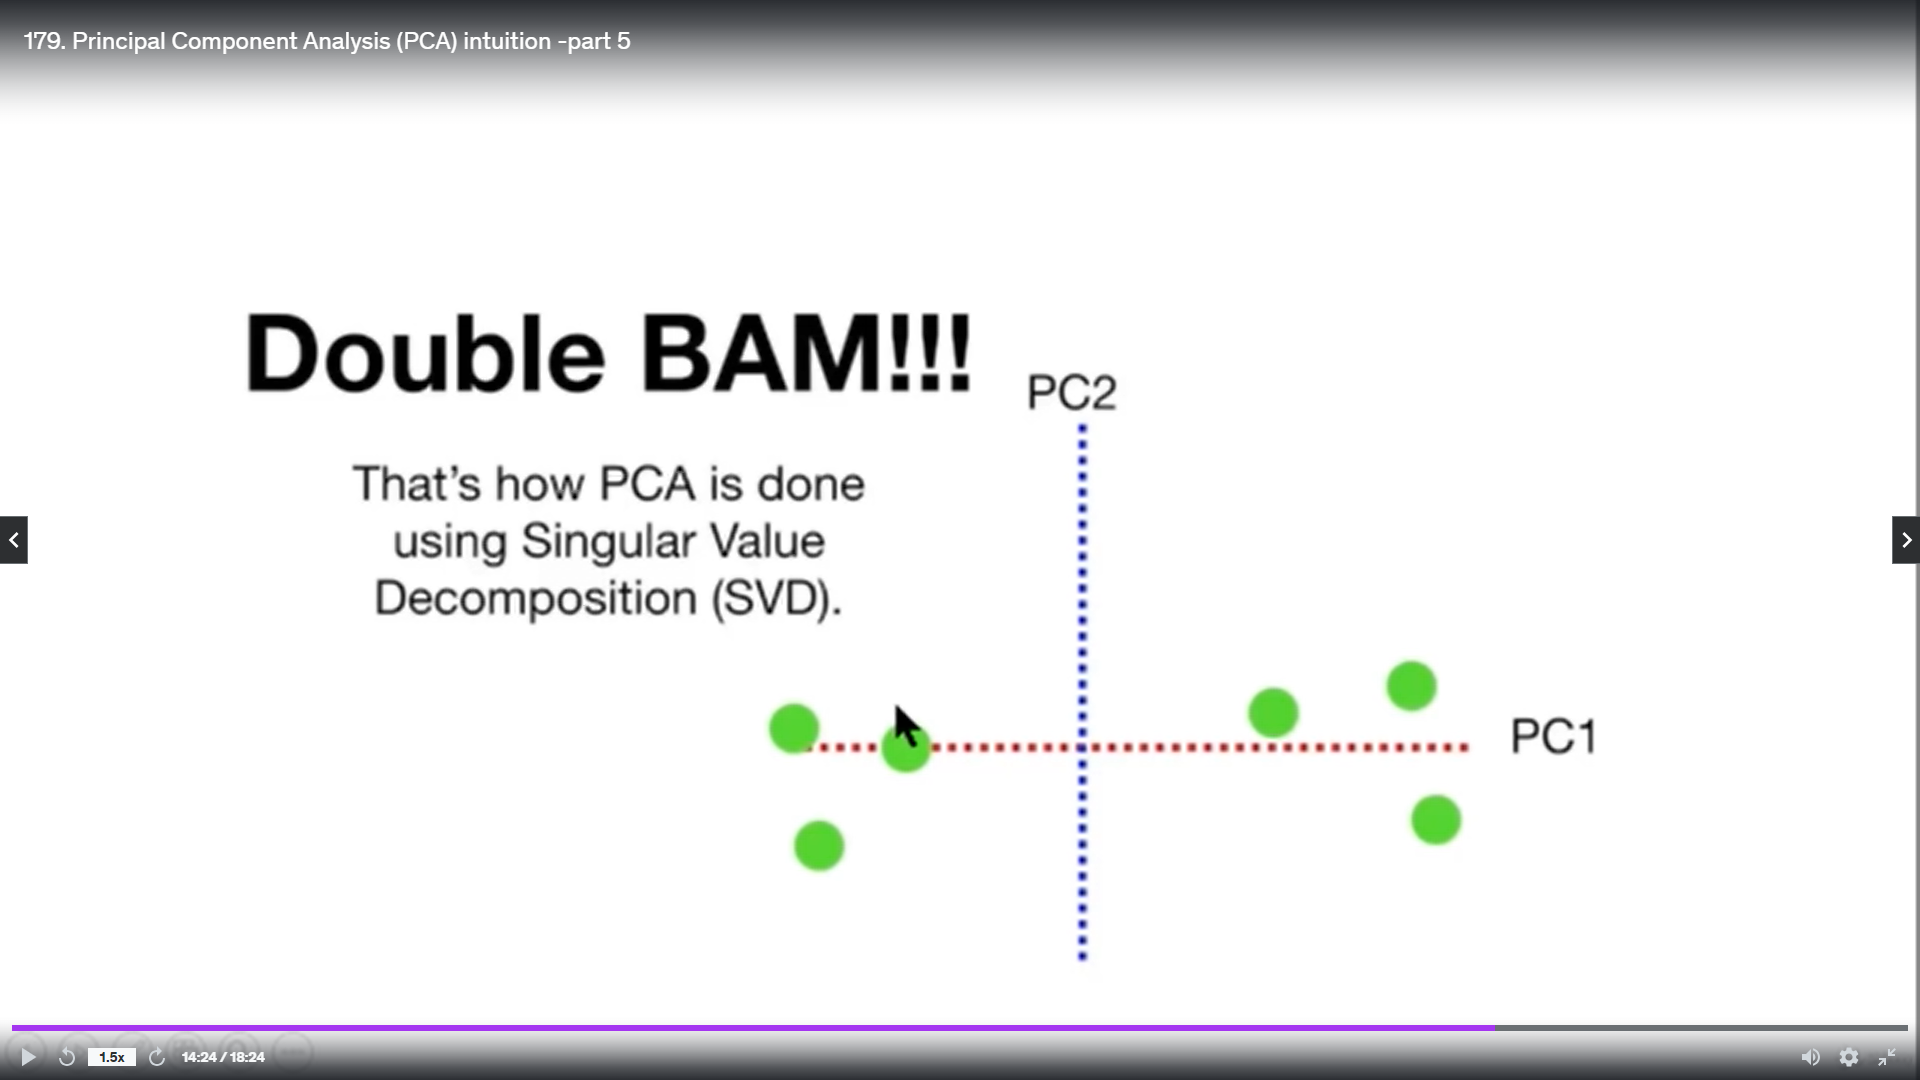 179. Principal Component Analysis (PCA) intuition -part 5
Double BAM!!!
That's how PCA is done
using Singular Value
Decomposition (SVD).
PC2
PC1
1.5x
14:24 / 18:24